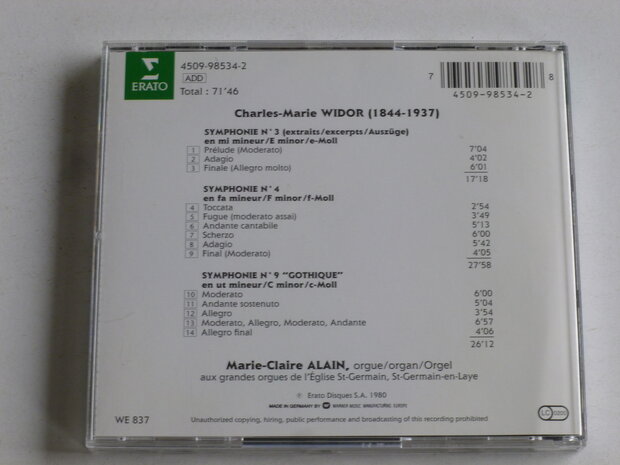 ERATO
4509-98534-2
ADD
Total : 71'46
7 8
4509-98534-2
Charles-Marie WIDOR (1844-1937)
SYMPHONIE N° 3 (extraits/excerpts/Auszüge)
en mi mineur/E minor/e-Moll
1 Prélude (Moderato) 7'04
2 Adagio 4'02
3 Finale (Allegro molto) 6'01
17'18
SYMPHONIE N° 4
en fa mineur/F minor/f-Moll
4 Toccata 2'54
5 Fugue (moderato assai) 3'49
6 Andante cantabile 5'13
7 Scherzo 6'00
8 Adagio 5'42
9 Final (Moderato) 4'05
27'58
SYMPHONIE N° 9 "GOTHIQUE"
en ut mineur/C minor/c-Moll
10 Moderato 6'00
11 Andante sostenuto 5'04
12 Allegro 3'54
13 Moderato, Allegro, Moderato, Andante 6'57
14 Allegro final 4'06
26'12
Marie-Claire ALAIN, orgue/organ/Orgel
aux grandes orgues de l'Église St-Germain, St-Germain-en-Laye
℗ Erato Disques S.A. 1980
MADE IN GERMANY BY WARNER MUSIC MANUFACTURING EUROPE
WE 837
Unauthorized copying, hiring, public performance and broadcasting of this recording prohibited
LC 0200